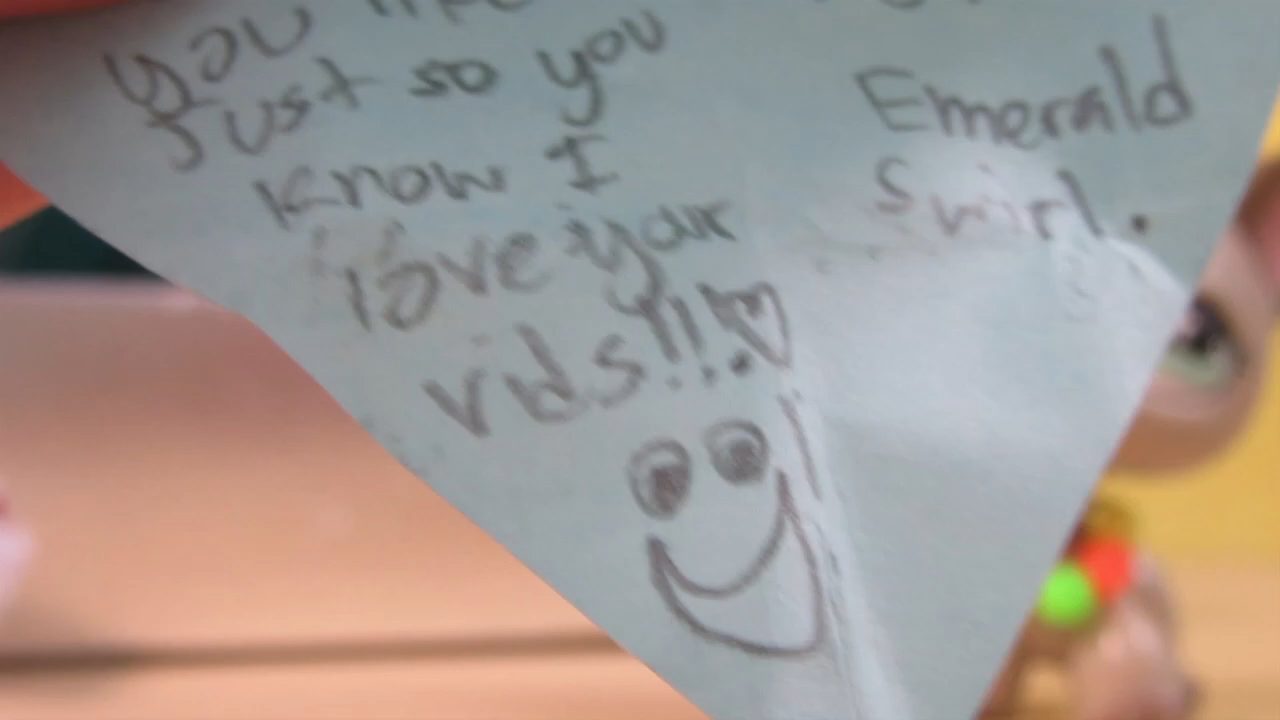 you
Just so you
know I
love your
vids!!! ♡
Emerald
Swirl.